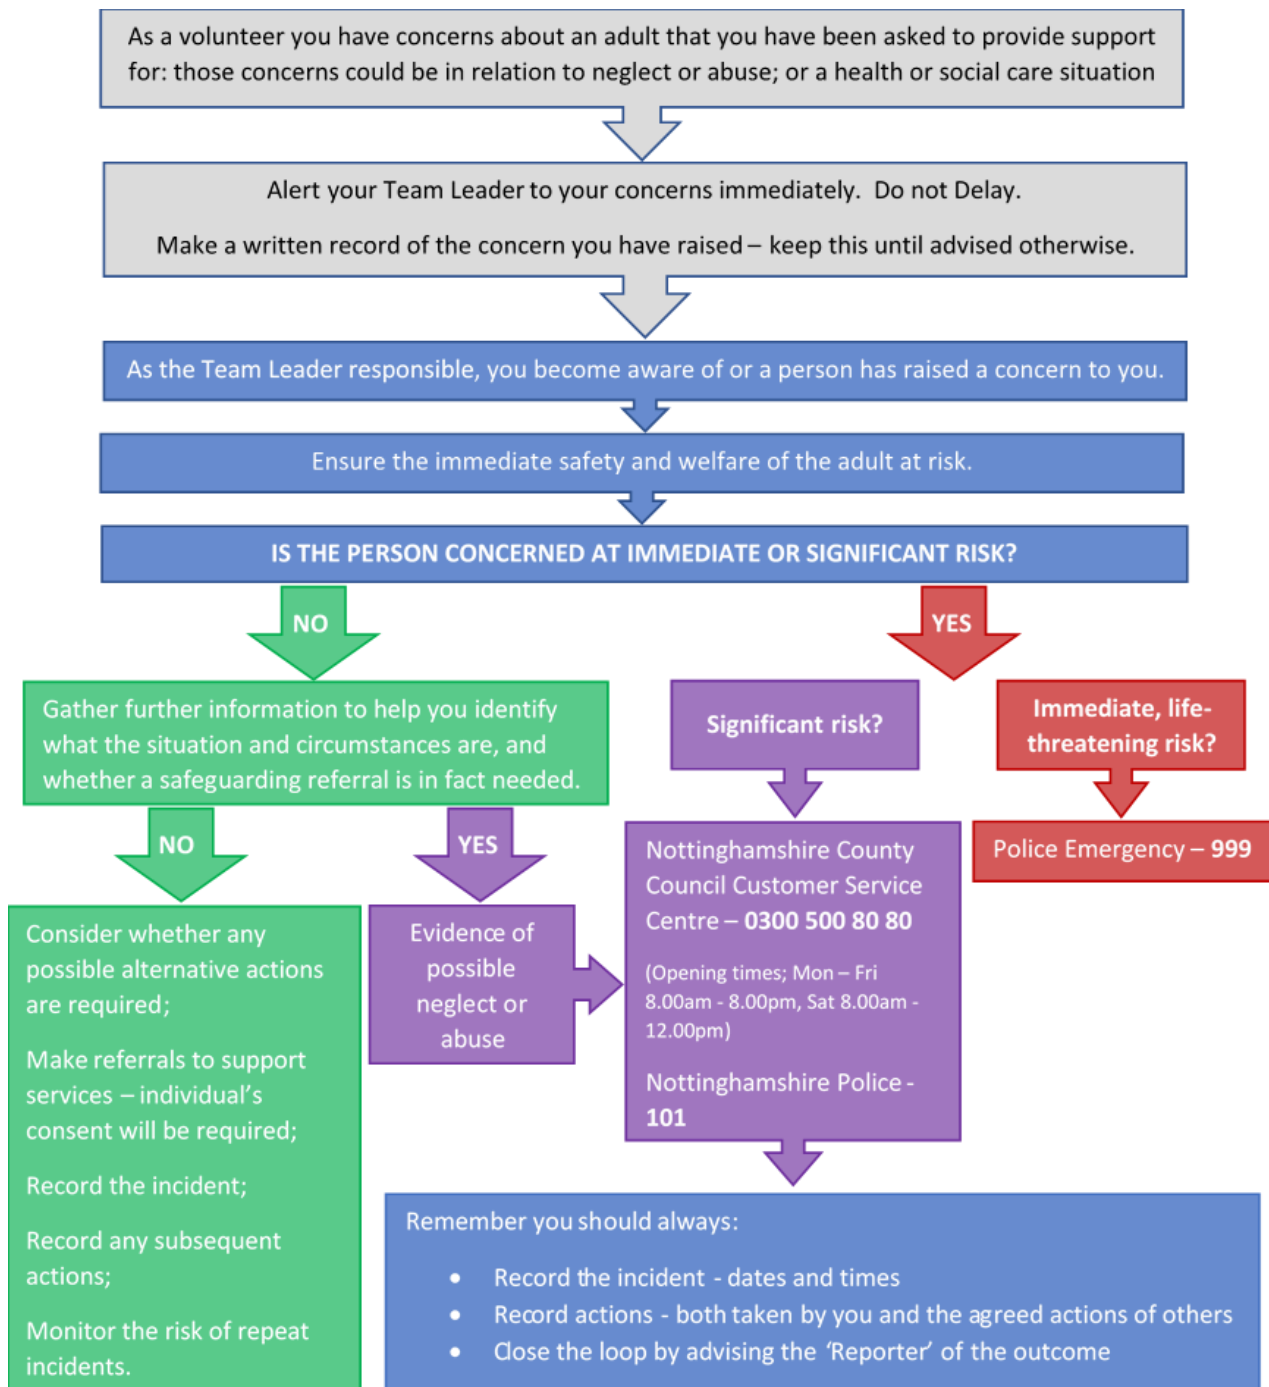 As a volunteer you have concerns about an adult that you have been asked to provide support
for: those concerns could be in relation to neglect or abuse; or a health or social care situation
Alert your Team Leader to your concerns immediately.  Do not Delay.
Make a written record of the concern you have raised – keep this until advised otherwise.
As the Team Leader responsible, you become aware of or a person has raised a concern to you.
Ensure the immediate safety and welfare of the adult at risk.
IS THE PERSON CONCERNED AT IMMEDIATE OR SIGNIFICANT RISK?
NO
YES
Gather further information to help you identify
what the situation and circumstances are, and
whether a safeguarding referral is in fact needed.
Significant risk?
Immediate, life-
threatening risk?
NO
YES
Consider whether any
possible alternative actions
are required;
Make referrals to support
services – individual's
consent will be required;
Record the incident;
Record any subsequent
actions;
Monitor the risk of repeat
incidents.
Evidence of
possible
neglect or
abuse
Nottinghamshire County
Council Customer Service
Centre – 0300 500 80 80
(Opening times; Mon – Fri
8.00am - 8.00pm, Sat 8.00am -
12.00pm)
Nottinghamshire Police -
101
Police Emergency – 999
Remember you should always:
• Record the incident - dates and times
• Record actions - both taken by you and the agreed actions of others
• Close the loop by advising the ‘Reporter’ of the outcome